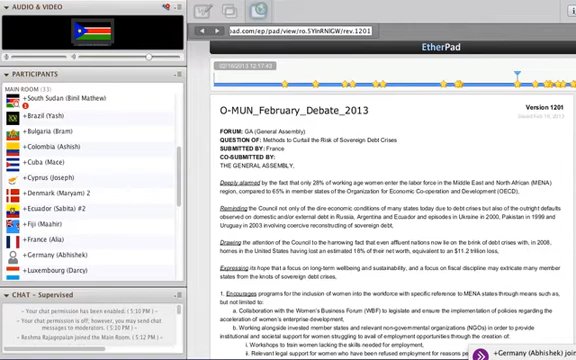 AUDIO & VIDEO
PARTICIPANTS
MAIN ROOM (33)
+South Sudan (Binil Mathew)
+Brazil (Yash)
+Bulgaria (Bram)
+Colombia (Ashish)
+Cuba (Mace)
+Cyprus (Joseph)
+Denmark (Maryam) 2
+Ecuador (Sabita) #2
+Fiji (Maahir)
+France (Alia)
+Germany (Abhishek)
+Luxembourg (Darcy)
CHAT - Supervised
- Your chat permission has been enabled. ( 5:10 PM ) -
- Your chat permission is off; however, you may send
messages to moderators. ( 5:10 PM ) -
- Reshma Rajagopalan joined the Main Room. ( 5:12 PM ) -
pad.com/ep/pad/view/ro.5YlnRNlGW/rev.1201
EtherPad
02/16/2013 12:17:43
O-MUN_February_Debate_2013
Version 1201
FORUM: GA (General Assembly)
QUESTION OF: Methods to Curtail the Risk of Sovereign Debt Crises
SUBMITTED BY: France
CO-SUBMITTED BY:
THE GENERAL ASSEMBLY,
Deeply alarmed by the fact that only 28% of working age women enter the labor force in the Middle East and North Africa (MENA)
region, compared to 65% in member states of the Organization for Economic Co-operation and Development (OECD),
Reminding the Council not only of the dire economic conditions of many states today due to debt crises but also of the outright defaults
observed on domestic and/or external debt in Russia, Argentina and Ecuador and episodes in Ukraine in 2000, Pakistan in 1999 and
Uruguay in 2003 involving coercive reconstructing of sovereign debt,
Drawing the attention of the Council to the harrowing fact that even affluent nations now lie on the brink of debt crises with, in 2008,
homes in the United States having lost an estimated 18% of their net worth, equivalent to an $11.2 trillion loss,
Expressing its hope that a focus on long-term wellbeing and sustainability, and a focus on fiscal discipline may extricate many member
states from the knots of sovereign debt,
1. Encourages programs for the inclusion of women into the workforce with specific reference to MENA states through means such as,
but not limited to:
a. Collaboration with the Women's Business Forum (WBF) to legislate and ensure the implementation of policies regarding the
acceleration of women's enterprise development,
b. Working alongside interested member states and relevant non-governmental organizations (NGOs) in order to provide
institutional and societal support for women struggling to avail of employment opportunities through the creation of:
i. Workshops to train women lacking the skills needed for employment,
ii. Relevant legal support for women who have been refused employment for reasons
+Germany (Abhishek) join